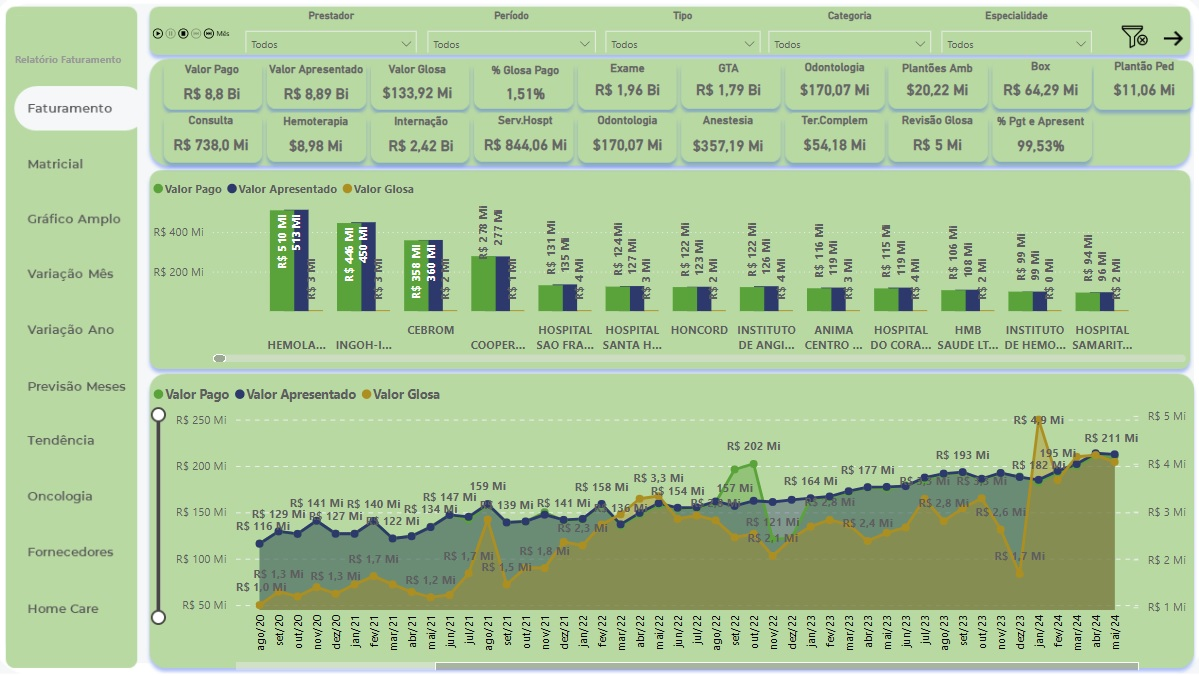 Relatório Faturamento
Faturamento
Matricial
Gráfico Amplo
Variação Mês
Variação Ano
Previsão Meses
Tendência
Oncologia
Fornecedores
Home Care
Mês
Prestador Período Tipo Categoria Especialidade
Todos Todos Todos Todos Todos
Valor Pago Valor Apresentado Valor Glosa % Glosa Pago Exame GTA Odontologia Plantões Amb Box Plantão Ped
R$ 8,8 Bi R$ 8,89 Bi $133,92 Mi 1,51% R$ 1,96 Bi R$ 1,79 Bi $170,07 Mi $20,22 Mi R$ 64,29 Mi $11,06 Mi
Consulta Hemoterapia Internação Serv.Hospt Odontologia Anestesia Ter.Complem Revisão Glosa % Pgt e Apresent
R$ 738,0 Mi $8,98 Mi R$ 2,42 Bi R$ 844,06 Mi $170,07 Mi $357,19 Mi $54,18 Mi R$ 5 Mi 99,53%
Valor Pago Valor Apresentado Valor Glosa
R$ 400 Mi
R$ 200 Mi
R$ 510 Mi 513 Mi R$ 3 Mi
R$ 446 Mi 450 Mi R$ 3 Mi
R$ 358 Mi 360 Mi R$ 2 Mi
R$ 278 Mi 277 Mi
R$ 131 Mi 135 Mi R$ 4 Mi
R$ 124 Mi 127 Mi R$ 3 Mi
R$ 122 Mi 123 Mi R$ 2 Mi
R$ 122 Mi 126 Mi R$ 4 Mi
R$ 116 Mi 119 Mi R$ 3 Mi
R$ 115 Mi 119 Mi R$ 4 Mi
R$ 106 Mi 108 Mi R$ 2 Mi
R$ 99 Mi 99 Mi R$ 0 Mi
R$ 94 Mi 96 Mi R$ 2 Mi
HEMOLA...
INGOH-I...
CEBROM
COOPER...
HOSPITAL
SAO FRA...
HOSPITAL
SANTA H...
HONCORD
INSTITUTO
DE ANGI...
ANIMA
CENTRO ...
HOSPITAL
DO CORA...
HMB
SAUDE LT...
INSTITUTO
DE HEMO...
HOSPITAL
SAMARIT...
Valor Pago Valor Apresentado Valor Glosa
R$ 250 Mi
R$ 200 Mi
R$ 150 Mi
R$ 100 Mi
R$ 50 Mi
R$ 5 Mi
R$ 4 Mi
R$ 3 Mi
R$ 2 Mi
R$ 1 Mi
R$ 116 Mi
R$ 129 Mi
R$ 141 Mi
R$ 127 Mi
R$ 140 Mi
122 Mi
R$ 134 Mi
R$ 147 Mi
159 Mi
R$ 139 Mi
R$ 141 Mi
R$ 158 Mi
136 Mi
R$ 154 Mi
157 Mi
R$ 202 Mi
R$ 121 Mi
R$ 164 Mi
R$ 177 Mi
R$ 193 Mi
R$ 182 Mi
195 Mi
R$ 211 Mi
R$ 1,0 Mi
R$ 1,3 Mi
R$ 1,3 Mi
R$ 1,7 Mi
R$ 1,2 Mi
R$ 1,7 Mi
R$ 1,5 Mi
R$ 1,8 Mi
R$ 2,3 Mi
R$ 3,3 Mi
R$ 2,1 Mi
R$ 2,4 Mi
R$ 2,8 Mi
R$ 2,6 Mi
R$ 1,7 Mi
R$ 4,9 Mi
ago/20 set/20 out/20 nov/20 dez/20 jan/21 fev/21 mar/21 abr/21 mai/21 jun/21 jul/21 ago/21 set/21 out/21 nov/21 dez/21 jan/22 fev/22 mar/22 abr/22 mai/22 jun/22 jul/22 ago/22 set/22 out/22 nov/22 dez/22 jan/23 fev/23 mar/23 abr/23 mai/23 jun/23 jul/23 ago/23 set/23 out/23 nov/23 dez/23 jan/24 fev/24 mar/24 abr/24 mai/24